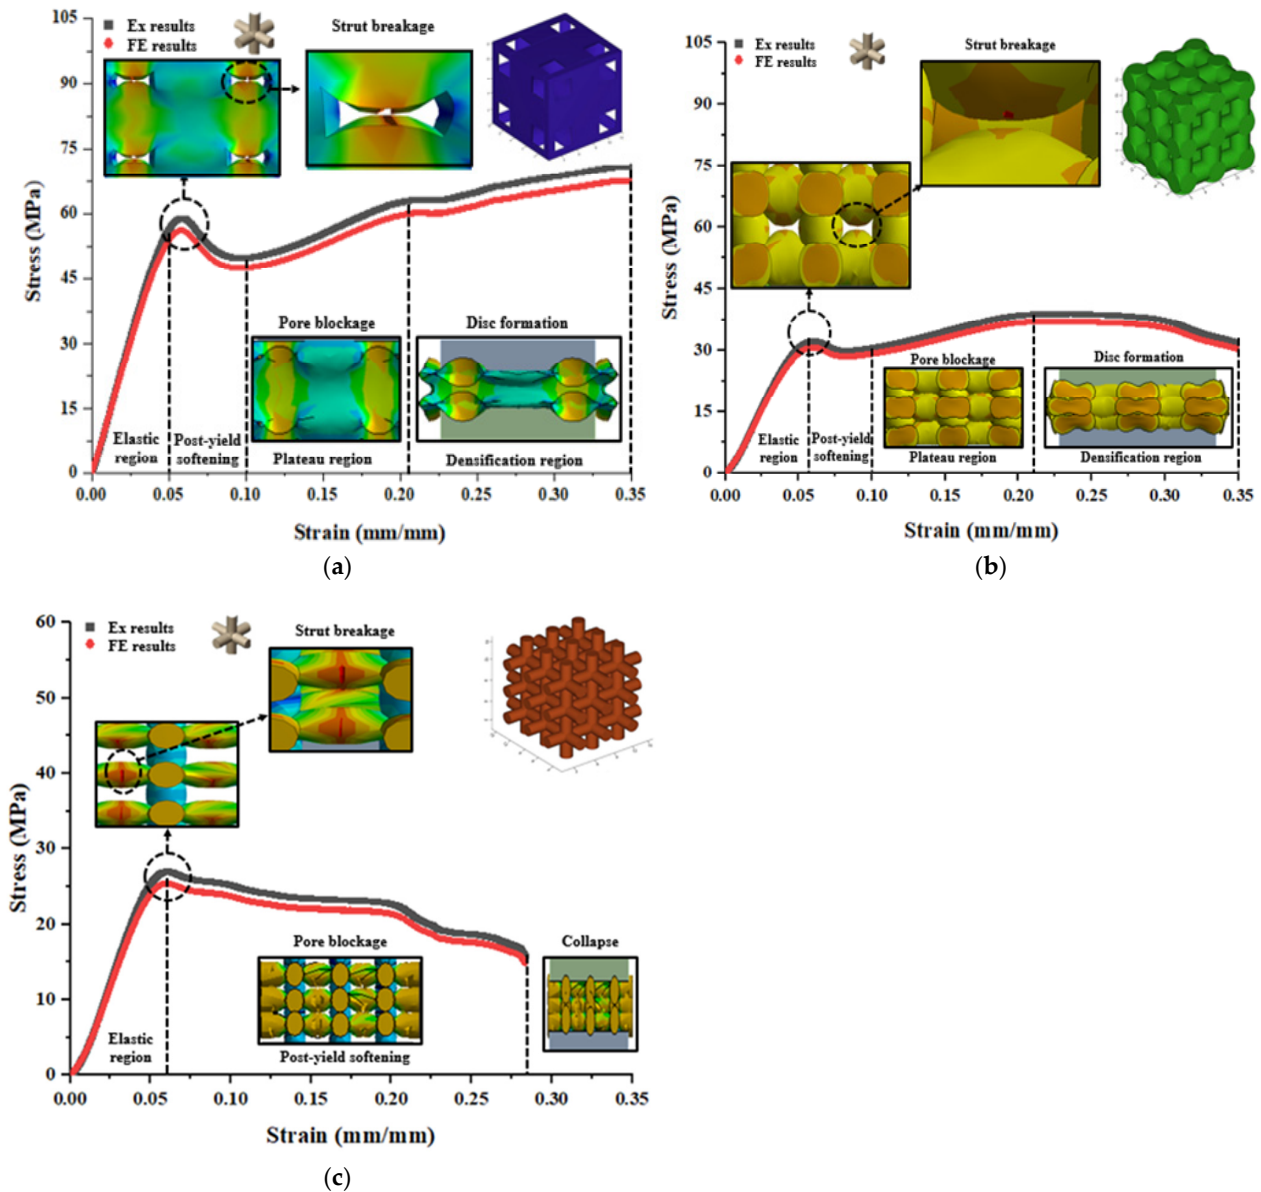 105
90
75
60
45
30
15
0
Stress (MPa)
Ex results
FE results
Strut breakage
Pore blockage
Disc formation
Elastic
region
Post-yield
softening
Plateau region
Densification region
0.00
0.05
0.10
0.15
0.20
0.25
0.30
0.35
Strain (mm/mm)
(a)
105
90
75
60
45
30
15
0
Stress (MPa)
Ex results
FE results
Strut breakage
Pore blockage
Disc formation
Elastic
region
Post-yield
softening
Plateau region
Densification region
0.00
0.05
0.10
0.15
0.20
0.25
0.30
0.35
Strain (mm/mm)
(b)
60
50
40
30
20
10
0
Stress (MPa)
Ex results
FE results
Strut breakage
Pore blockage
Collapse
Elastic
region
Post-yield softening
0.00
0.05
0.10
0.15
0.20
0.25
0.30
0.35
Strain (mm/mm)
(c)